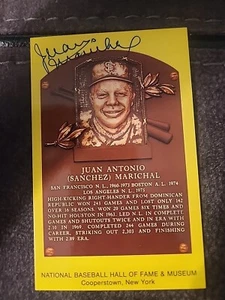 Juan
Marichal
JUAN ANTONIO
(SANCHEZ) MARICHAL
SAN FRANCISCO N.L., 1960-1973 BOSTON A.L. 1974
LOS ANGELES N.L., 1975
HIGH-KICKING RIGHT-HANDER FROM DOMINICAN
REPUBLIC WON 243 GAMES AND LOST ONLY 142
OVER 16 SEASONS. WON 20 GAMES SIX TIMES AND
NO-HIT HOUSTON IN 1963. LED N.L. IN COMPLETE
GAMES AND SHUTOUTS TWICE AND IN ERA WITH
2.10 IN 1969. COMPLETED 244 GAMES DURING
CAREER, STRIKING OUT 2,303 AND FINISHING
WITH 2.89 ERA.
NATIONAL BASEBALL HALL OF FAME & MUSEUM
Cooperstown, New York